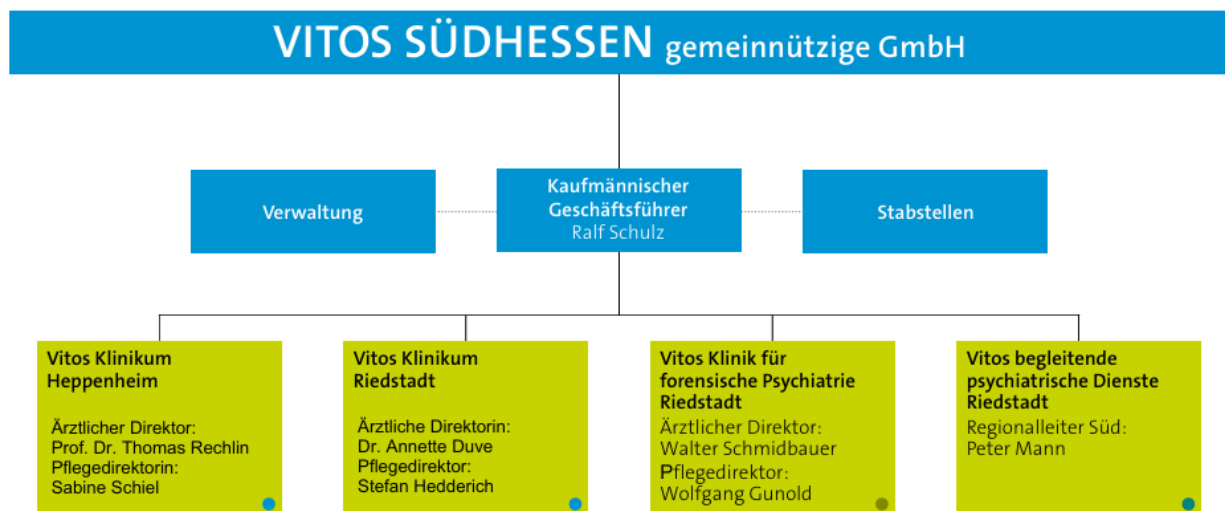 VITOS SÜDHESSEN gemeinnützige GmbH
Verwaltung
Kaufmännischer
Geschäftsführer
Ralf Schulz
Stabstellen
Vitos Klinikum
Heppenheim
Ärztlicher Direktor:
Prof. Dr. Thomas Rechlin
Pflegedirektorin:
Sabine Schiel
Vitos Klinikum
Riedstadt
Ärztliche Direktorin:
Dr. Annette Duve
Pflegedirektor:
Stefan Hedderich
Vitos Klinik für
forensische Psychiatrie
Riedstadt
Ärztlicher Direktor:
Walter Schmidbauer
Pflegedirektor:
Wolfgang Gunold
Vitos begleitende
psychiatrische Dienste
Riedstadt
Regionalleiter Süd:
Peter Mann